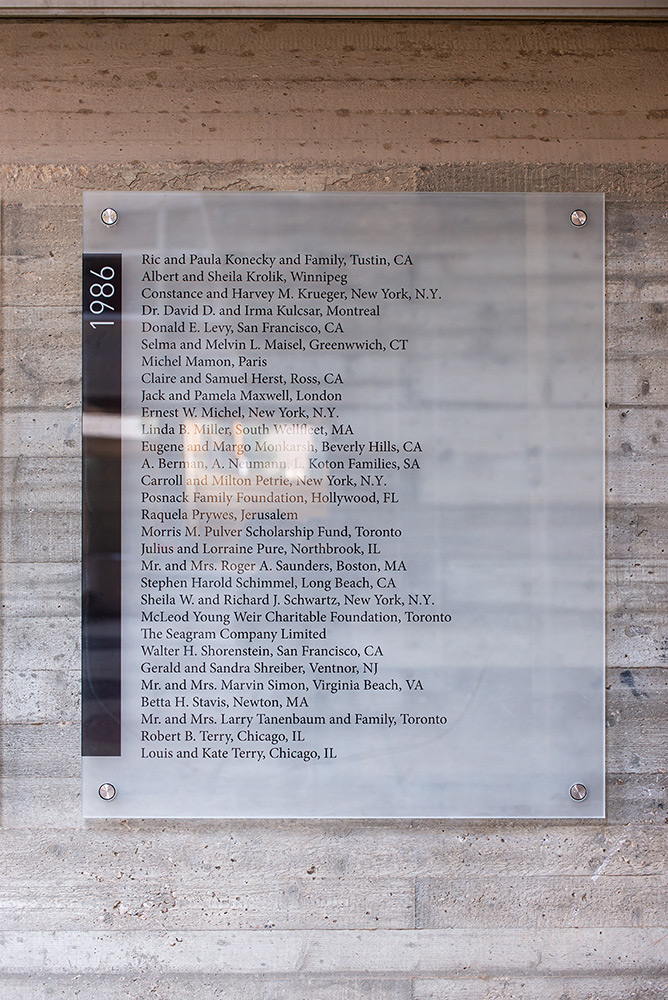 1986
Ric and Paula Konecky and Family, Tustin, CA
Albert and Sheila Krolik, Winnipeg
Constance and Harvey M. Krueger, New York, N.Y.
Dr. David D. and Irma Kulcsar, Montreal
Donald E. Levy, San Francisco, CA
Selma and Melvin L. Maisel, Greenwwich, CT
Michel Mamon, Paris
Claire and Samuel Herst, Ross, CA
Jack and Pamela Maxwell, London
Ernest W. Michel, New York, N.Y.
Linda B. Miller, South Wellfleet, MA
Eugene and Margo Monkarsh, Beverly Hills, CA
A. Berman, A. Neumann, L. Koton Families, SA
Carroll and Milton Petrie, New York, N.Y.
Posnack Family Foundation, Hollywood, FL
Raquela Prywes, Jerusalem
Morris M. Pulver Scholarship Fund, Toronto
Julius and Lorraine Pure, Northbrook, IL
Mr. and Mrs. Roger A. Saunders, Boston, MA
Stephen Harold Schimmel, Long Beach, CA
Sheila W. and Richard J. Schwartz, New York, N.Y.
McLeod Young Weir Charitable Foundation, Toronto
The Seagram Company Limited
Walter H. Shorenstein, San Francisco, CA
Gerald and Sandra Shreiber, Ventnor, NJ
Mr. and Mrs. Marvin Simon, Virginia Beach, VA
Betta H. Stavis, Newton, MA
Mr. and Mrs. Larry Tanenbaum and Family, Toronto
Robert B. Terry, Chicago, IL
Louis and Kate Terry, Chicago, IL